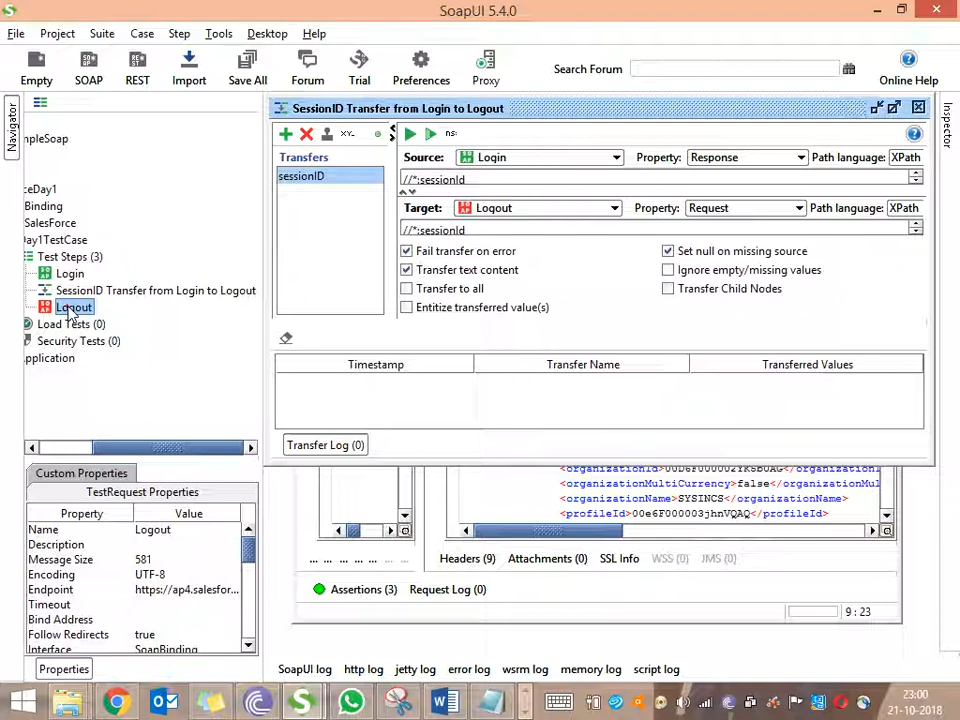 SoapUI 5.4.0
File Project Suite Case Step Tools Desktop Help
Empty SOAP REST Import Save All Forum Trial Preferences Proxy
Search Forum
Online Help
Navigator
Inspector
mpleSoap
ceDay1
Binding
SalesForce
Day1TestCase
Test Steps (3)
Login
SessionID Transfer from Login to Logout
Logout
Load Tests (0)
Security Tests (0)
pplication
SessionID Transfer from Login to Logout
XY- ns:
Transfers
sessionID
Source: Login Property: Response Path language: XPath
//*:sessionId
Target: Logout Property: Request Path language: XPath
//*:sessionId
Fail transfer on error Set null on missing source
Transfer text content Ignore empty/missing values
Transfer to all Transfer Child Nodes
Entitize transferred value(s)
Timestamp Transfer Name Transferred Values
Transfer Log (0)
<organizationMultiCurrency>false</organizationMul
<organizationName>SYSINCS</organizationName>
<profileId>00e6F000003jhnVQAQ</profileId>
... ... ... ... ...
Headers (9) Attachments (0) SSL Info WSS (0) JMS (0)
Assertions (3) Request Log (0)
9 : 23
Custom Properties
TestRequest Properties
Property Value
Name Logout
Description
Message Size 581
Encoding UTF-8
Endpoint https://ap4.salesfor...
Timeout
Bind Address
Follow Redirects true
Interface SoapBinding
Properties
SoapUI log http log jetty log error log wsrm log memory log script log
23:00
21-10-2018